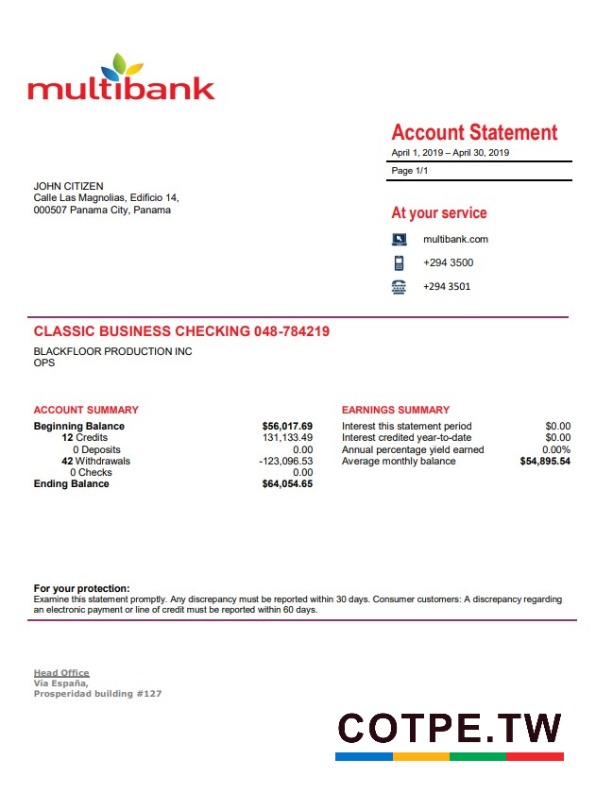 multibank
Account Statement
April 1, 2019 – April 30, 2019
Page 1/1
JOHN CITIZEN
Calle Las Magnolias, Edificio 14,
000507 Panama City, Panama
At your service
multibank.com
+294 3500
+294 3501
CLASSIC BUSINESS CHECKING 048-784219
BLACKFLOOR PRODUCTION INC
OPS
ACCOUNT SUMMARY
Beginning Balance $56,017.69
12 Credits 131,133.49
0 Deposits 0.00
42 Withdrawals -123,096.53
0 Checks 0.00
Ending Balance $64,054.65
EARNINGS SUMMARY
Interest this statement period $0.00
Interest credited year-to-date $0.00
Annual percentage yield earned 0.00%
Average monthly balance $54,895.54
For your protection:
Examine this statement promptly. Any discrepancy must be reported within 30 days. Consumer customers: A discrepancy regarding
an electronic payment or line of credit must be reported within 60 days.
Head Office
Vía España,
Prosperidad building #127
COTPE.TW